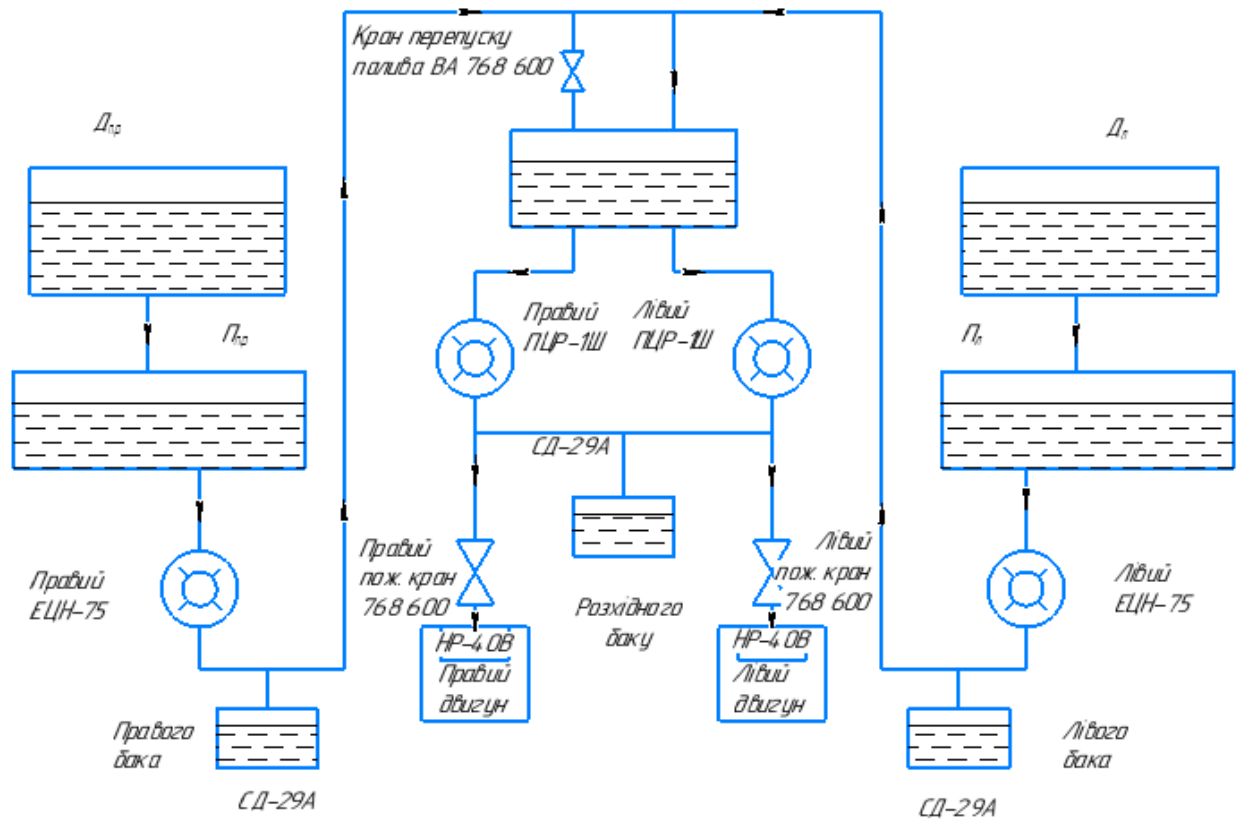 Кран перепуску
палива ВА 768 600
Дпр
Дл
Правий
ПЦР-1Ш
Лівий
ПЦР-1Ш
Ппр
Пл
СД-29А
Правий
ЕЦН-75
Правий
пож. кран
768 600
Розхідного
баку
Лівий
пож. кран
768 600
Лівий
ЕЦН-75
НР-40В
Правий
двигун
НР-40В
Лівий
двигун
Правого
бака
Лівого
бака
СД-29А
СД-29А